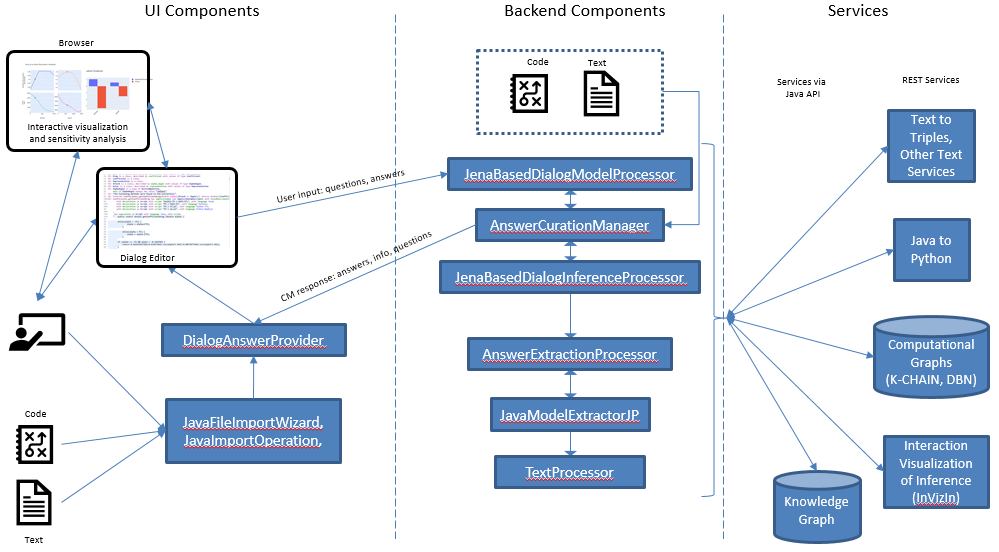 UI Components
Backend Components
Services
Browser
Interactive visualization
and sensitivity analysis
Dialog Editor
User input: questions, answers
CM response: answers, info, questions
DialogAnswerProvider
JavaFileImportWizard,
JavaImportOperation,
Code
Text
Code
Text
JenaBasedDialogModelProcessor
AnswerCurationManager
JenaBasedDialogInferenceProcessor
AnswerExtractionProcessor
JavaModelExtractorJP
TextProcessor
Services via
Java API
REST Services
Text to
Triples,
Other Text
Services
Java to
Python
Computational
Graphs
(K-CHAIN, DBN)
Interaction
Visualization
of Inference
(InVizIn)
Knowledge
Graph